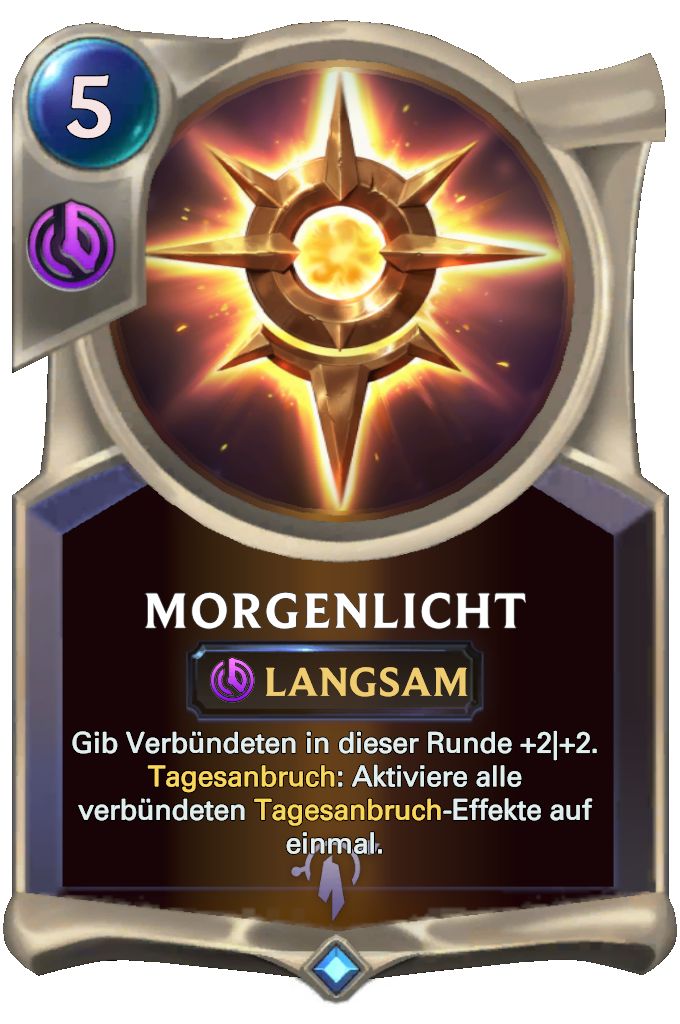 5
MORGENLICHT
LANGSAM
Gib Verbündeten in dieser Runde +2|+2.
Tagesanbruch: Aktiviere alle
verbündeten Tagesanbruch-Effekte auf
einmal.